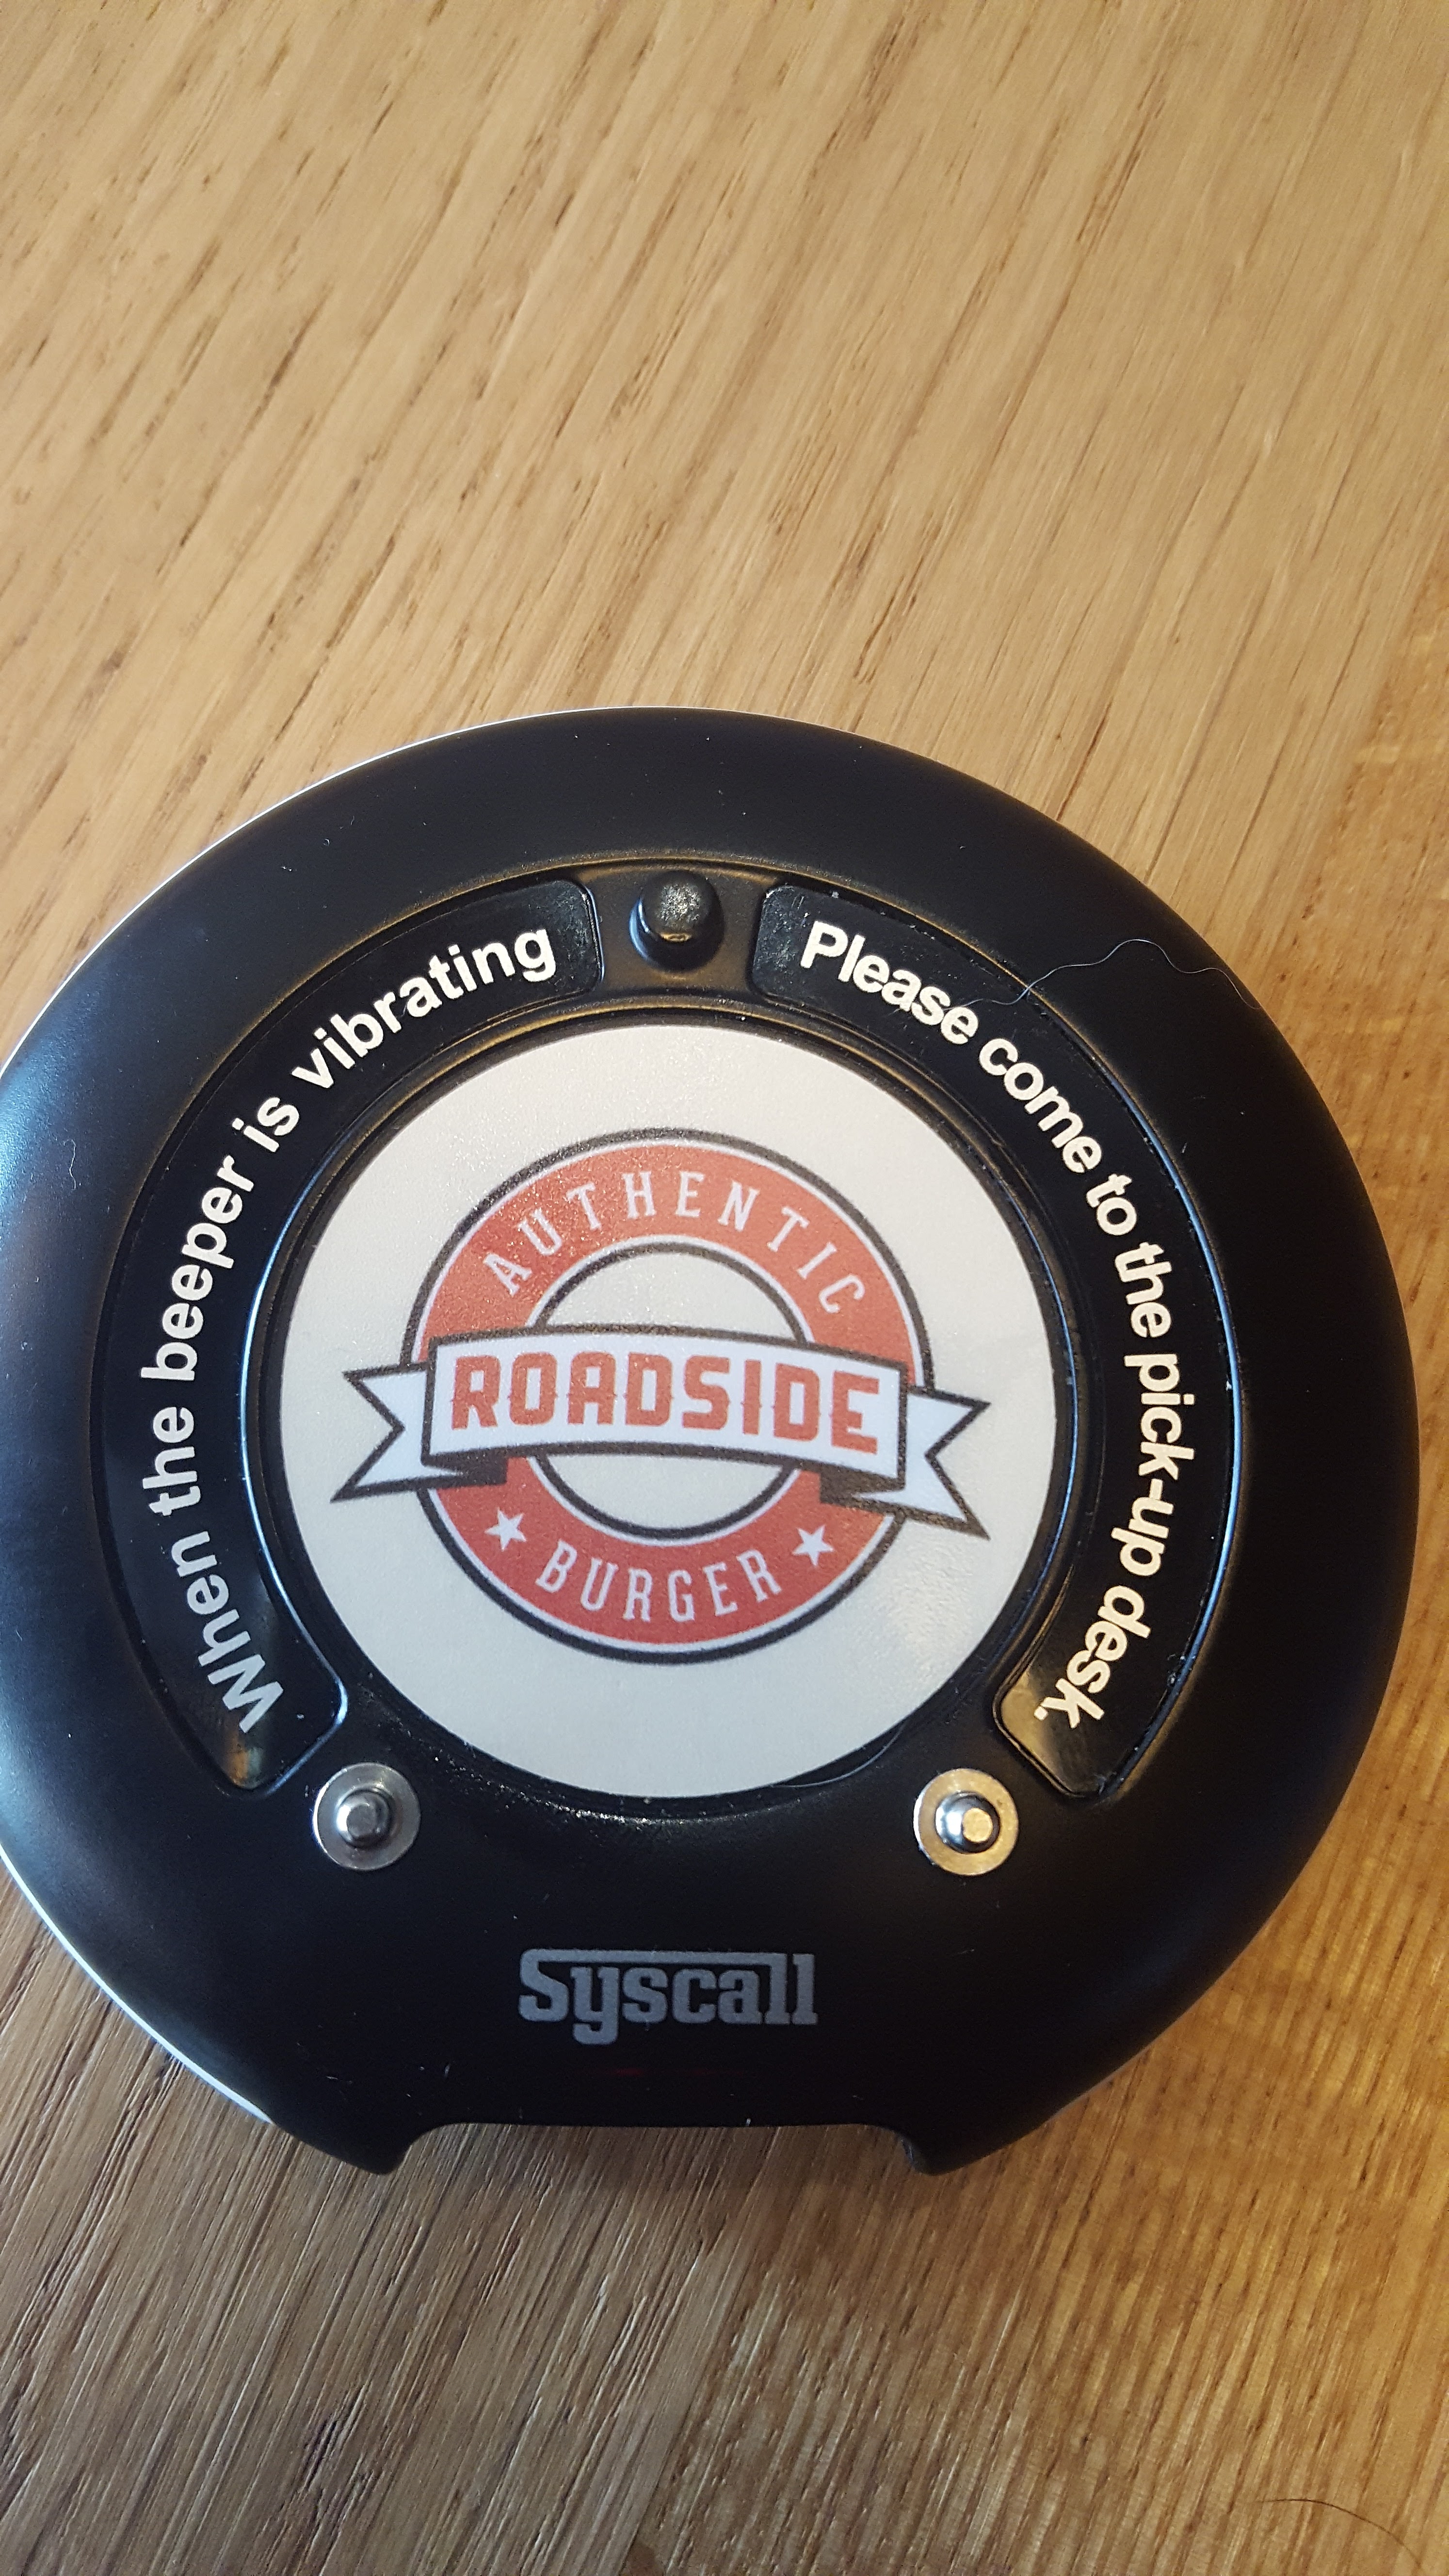 When the beeper is vibrating
Please come to the pick-up desk.
AUTHENTIC
ROADSIDE
BURGER
Syscall